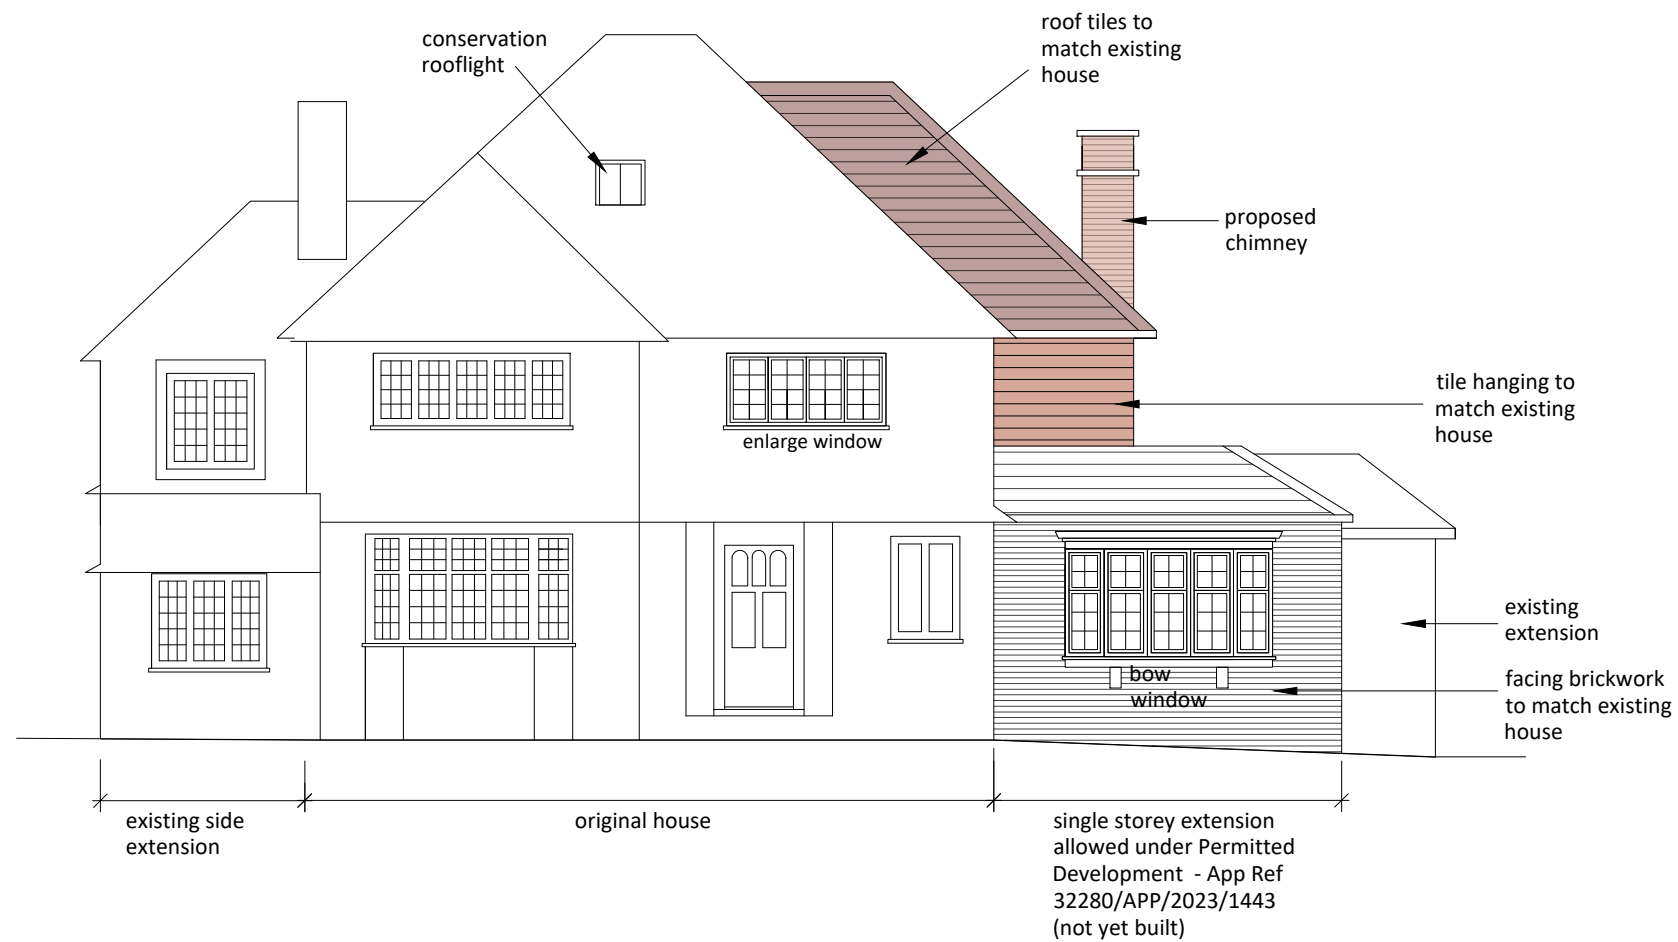 conservation
rooflight
roof tiles to
match existing
house
proposed
chimney
tile hanging to
match existing
house
enlarge window
existing
extension
bow
window
facing brickwork
to match existing
house
existing side
extension
original house
single storey extension
allowed under Permitted
Development - App Ref
32280/APP/2023/1443
(not yet built)